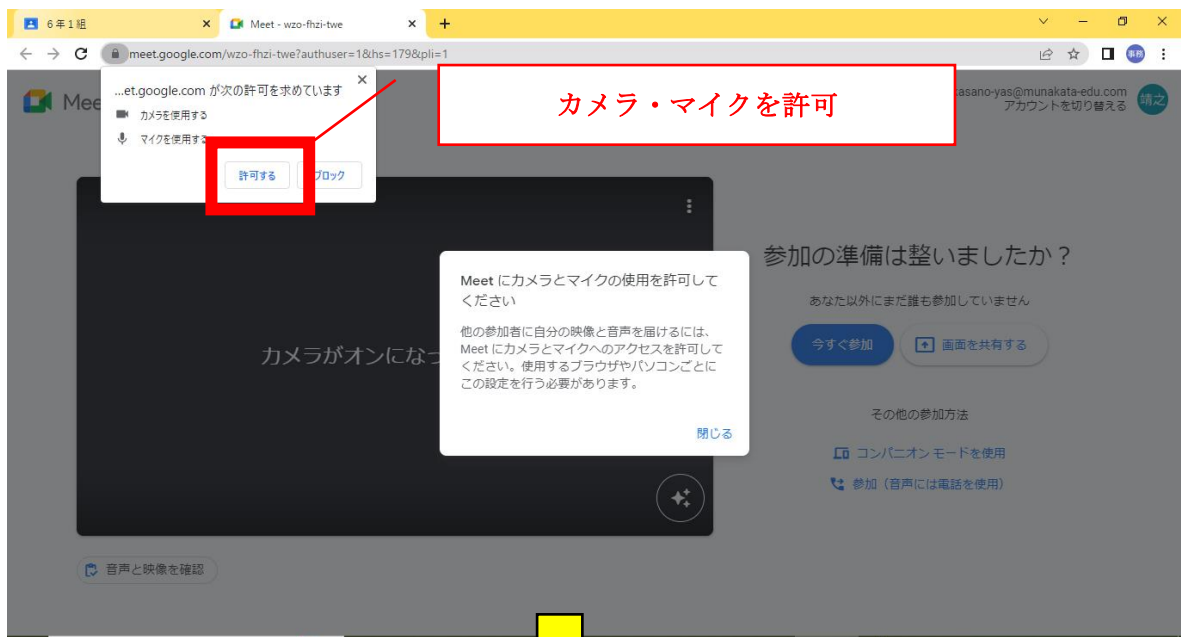 6年1組
Meet - wzo-fhzi-twe
meet.google.com/wzo-fhzi-twe?authuser=1&hs=179&pli=1
事務
Mee
...et.google.com が次の許可を求めています
カメラを使用する
マイクを使用する
許可する
ブロック
カメラ・マイクを許可
asano-yas@munakata-edu.com
アカウントを切り替える
靖之
カメラがオンになっ
Meet にカメラとマイクの使用を許可して
ください
他の参加者に自分の映像と音声を届けるには、
Meet にカメラとマイクへのアクセスを許可して
ください。使用するブラウザやパソコンごとに
この設定を行う必要があります。
閉じる
参加の準備は整いましたか？
あなた以外にまだ誰も参加していません
今すぐ参加
画面を共有する
その他の参加方法
コンパニオン モードを使用
参加（音声には電話を使用）
音声と映像を確認